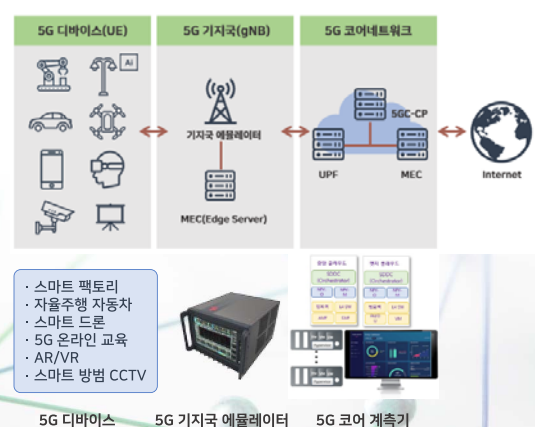 5G 디바이스(UE)
5G 기지국(gNB)
5G 코어네트워크
Ai
기지국 에뮬레이터
MEC(Edge Server)
5GC-CP
UPF
MEC
Internet
· 스마트 팩토리
· 자율주행 자동차
· 스마트 드론
· 5G 온라인 교육
· AR/VR
· 스마트 방범 CCTV
5G 디바이스
5G 기지국 에뮬레이터
5G 코어 계측기